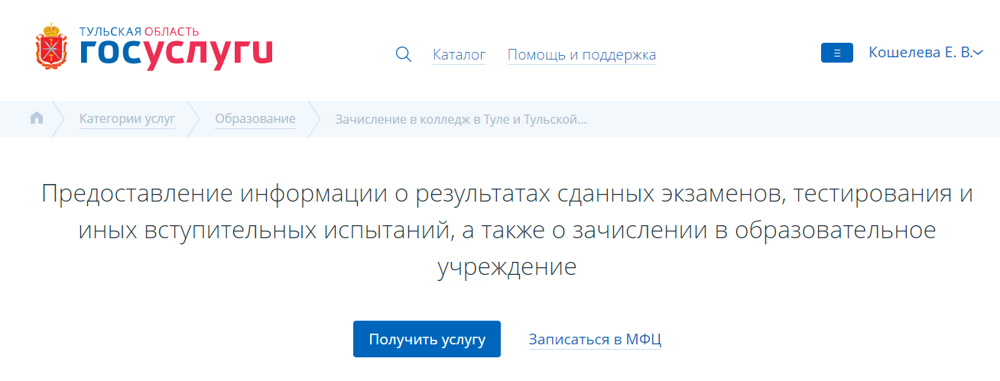 ТУЛЬСКАЯ ОБЛАСТЬ
госуслуги
Каталог
Помощь и поддержка
Кошелева Е. В.
Категории услуг
Образование
Зачисление в колледж в Туле и Тульской...
Предоставление информации о результатах сданных экзаменов, тестирования и
иных вступительных испытаний, а также о зачислении в образовательное
учреждение
Получить услугу
Записаться в МФЦ